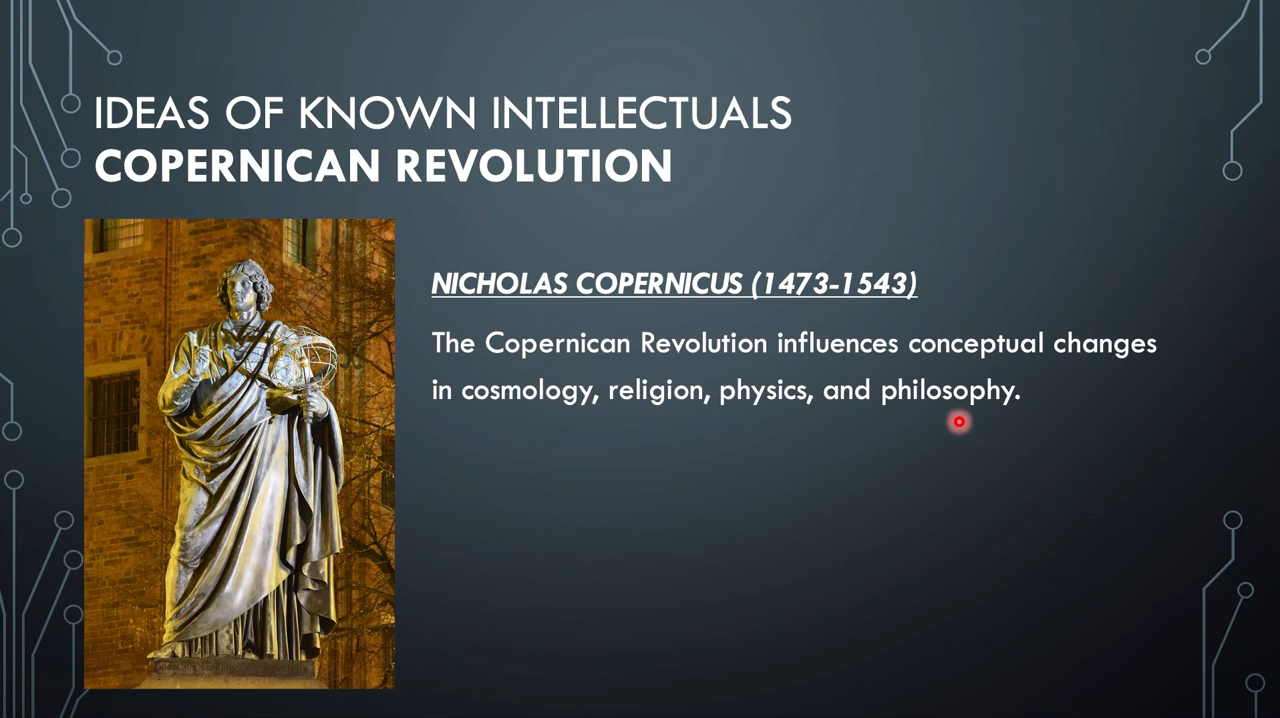 IDEAS OF KNOWN INTELLECTUALS
COPERNICAN REVOLUTION
NICHOLAS COPERNICUS (1473-1543)
The Copernican Revolution influences conceptual changes
in cosmology, religion, physics, and philosophy.